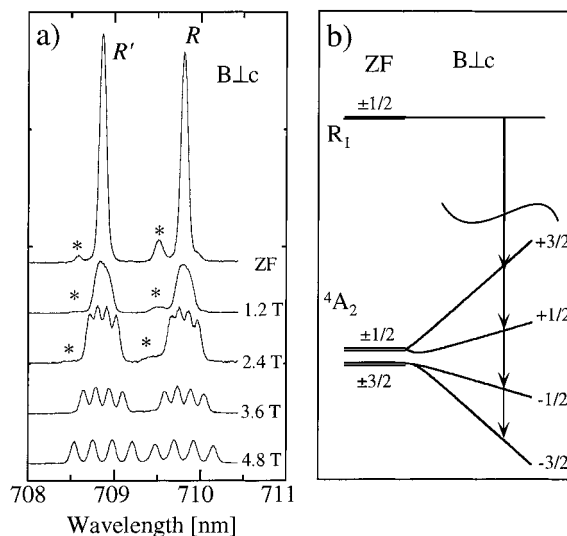 a)
R'
R
B⊥c
*
*
ZF
*
*
1.2 T
*
*
2.4 T
3.6 T
4.8 T
708
709
710
711
Wavelength [nm]
b)
ZF
B⊥c
±1/2
R₁
+3/2
⁴A₂
±1/2
+1/2
±3/2
-1/2
-3/2